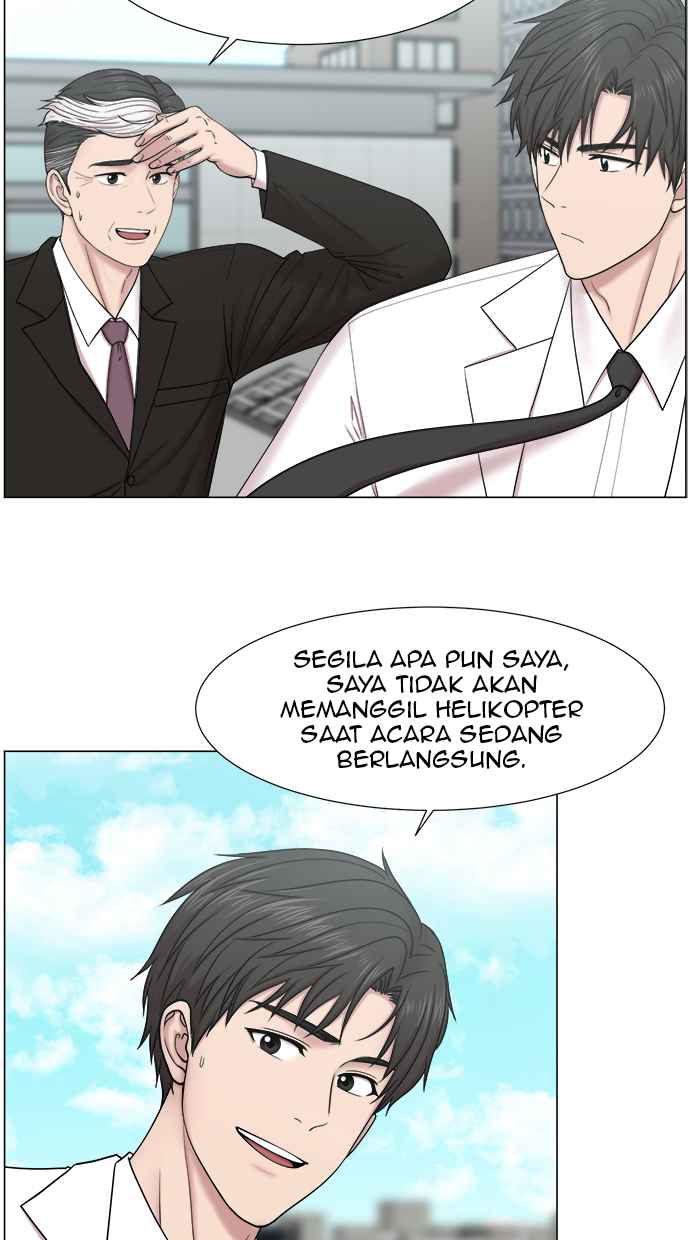 SEGILA APA PUN SAYA,
SAYA TIDAK AKAN
MEMANGGIL HELIKOPTER
SAAT ACARA SEDANG
BERLANGSUNG.